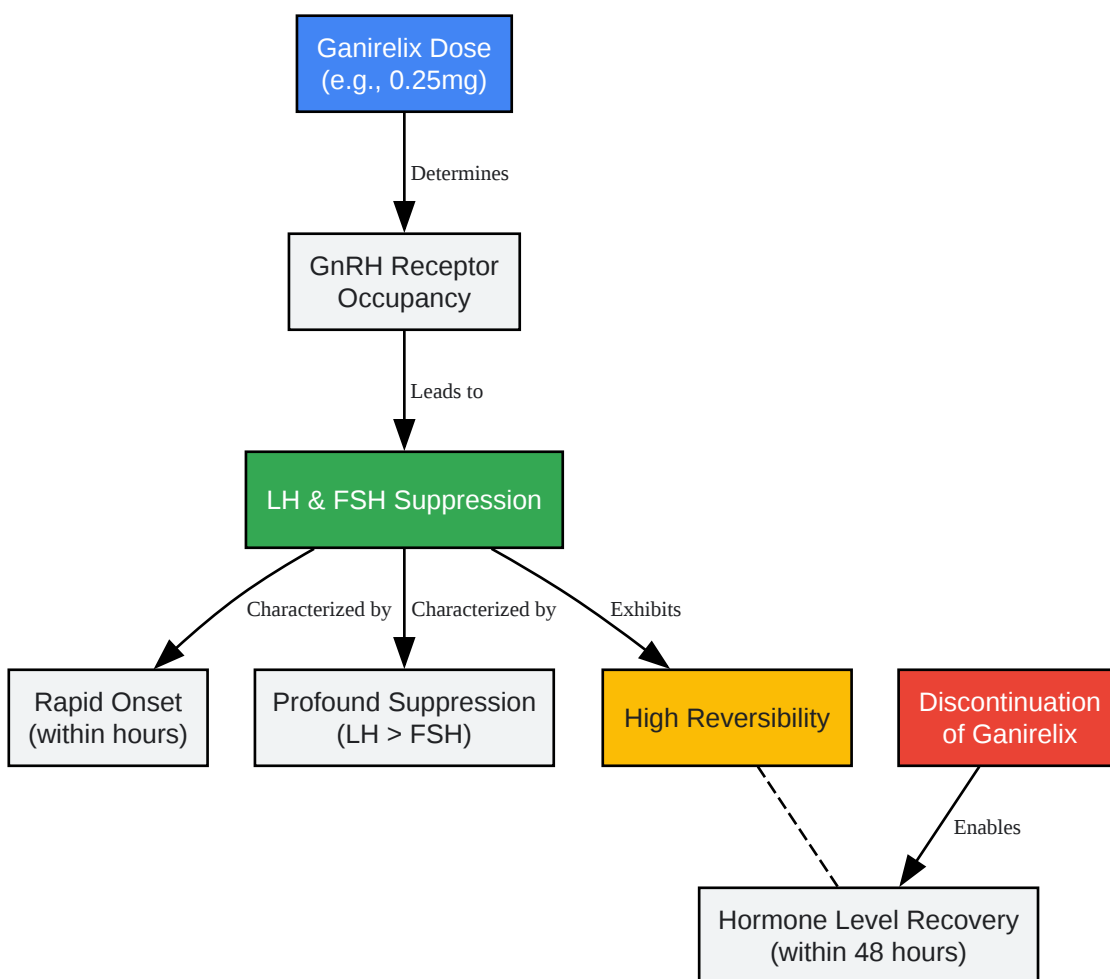 Ganirelix Dose
(e.g., 0.25mg)
Determines
GnRH Receptor
Occupancy
Leads to
LH & FSH Suppression
Characterized by
Characterized by
Exhibits
Rapid Onset
(within hours)
Profound Suppression
(LH > FSH)
High Reversibility
Discontinuation
of Ganirelix
Enables
Hormone Level Recovery
(within 48 hours)